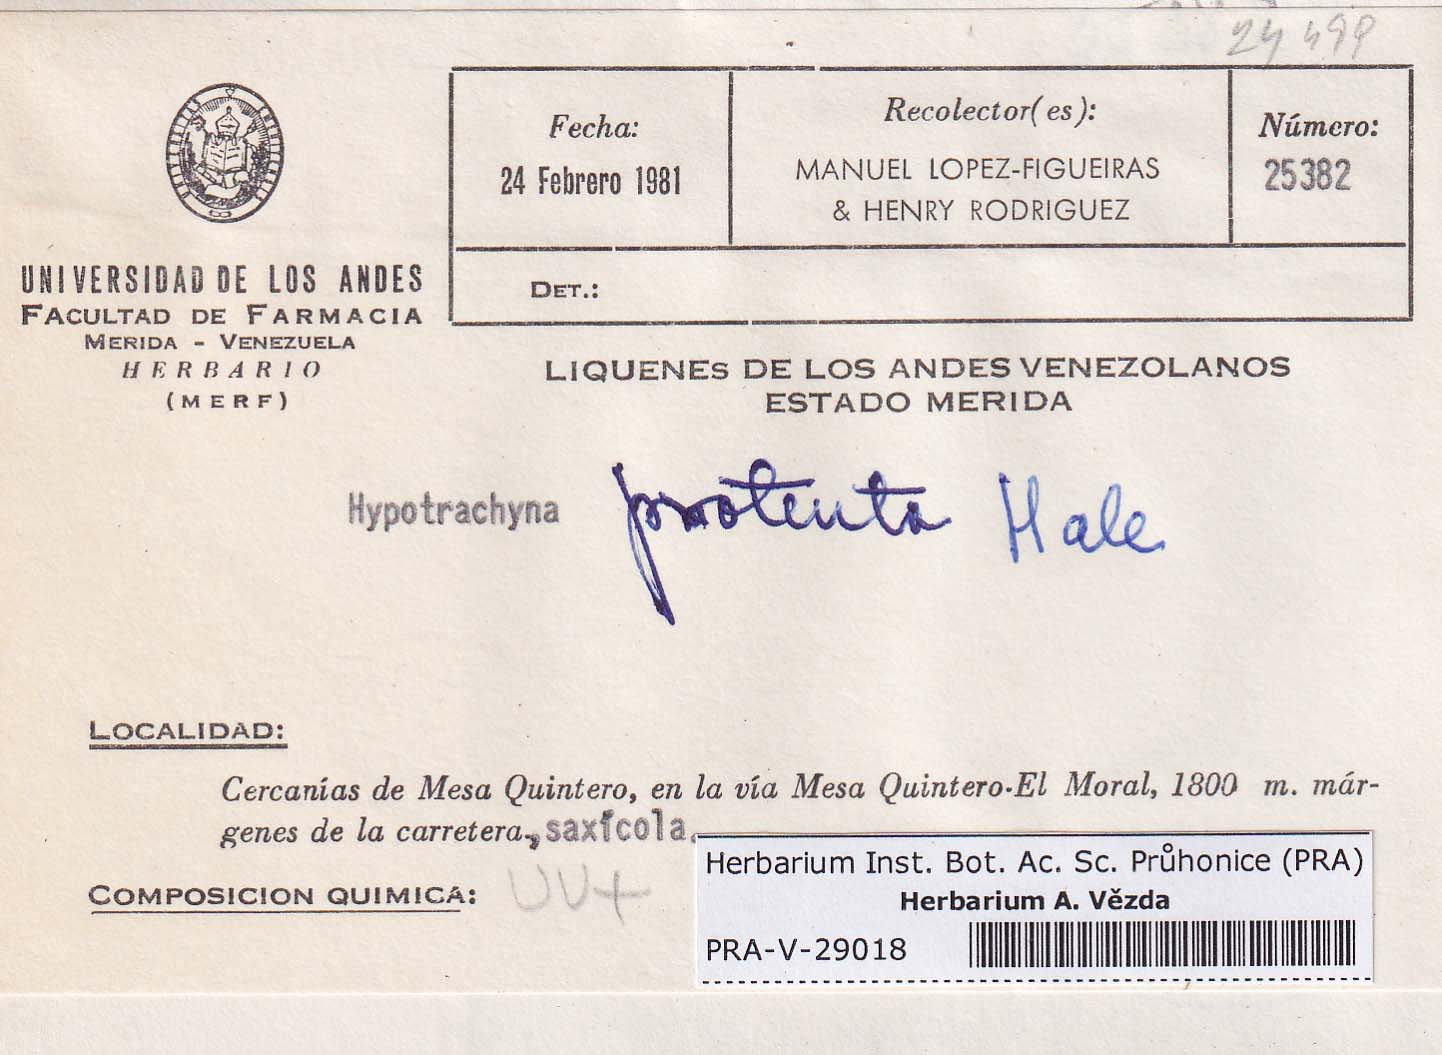 24 499
Fecha:
24 Febrero 1981
Recolector(es):
MANUEL LOPEZ-FIGUEIRAS
& HENRY RODRIGUEZ
Número:
25382
DET.:
UNIVERSIDAD DE LOS ANDES
FACULTAD DE FARMACIA
MERIDA - VENEZUELA
HERBARIO
(MERF)
LIQUENES DE LOS ANDES VENEZOLANOS
ESTADO MERIDA
Hypotrachyna protenta Hale
LOCALIDAD:
Cercanías de Mesa Quintero, en la vía Mesa Quintero-El Moral, 1800 m. már-
genes de la carretera, saxícola.
COMPOSICION QUIMICA: UV+
Herbarium Inst. Bot. Ac. Sc. Průhonice (PRA)
Herbarium A. Vězda
PRA-V-29018